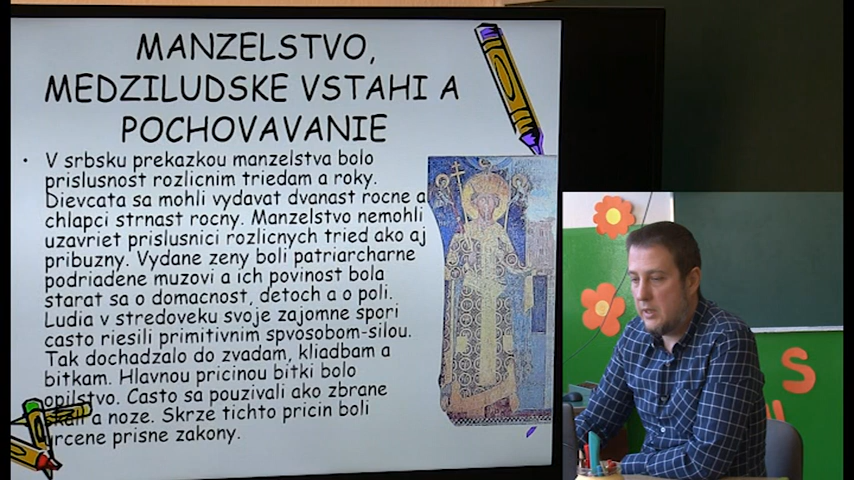 MANZELSTVO,
MEDZILUDSKE VSTAHI A
POCHOVAVANIE
• V srbsku prekazkou manzelstva bolo
prislusnost rozlicnim triedam a roky.
Dievcata sa mohli vydavat dvanast rocne a
chlapci strnast rocny. Manzelstvo nemohli
uzavriet prislusnici rozlicnych tried ako aj
pribuzny. Vydane zeny boli patriarcharne
podriadene muzovi a ich povinost bola
starat sa o domacnost, detoch a o poli.
Ludia v stredoveku svoje zajomne spori
casto riesili primitivnim spvosobom-silou.
Tak dochadzalo do zvadam, kliadbam a
bitkam. Hlavnou pricinou bitki bolo
opilstvo. Casto sa pouzivali ako zbrane
a noze. Skrze tichto pricin boli
urcene prisne zakony.
S